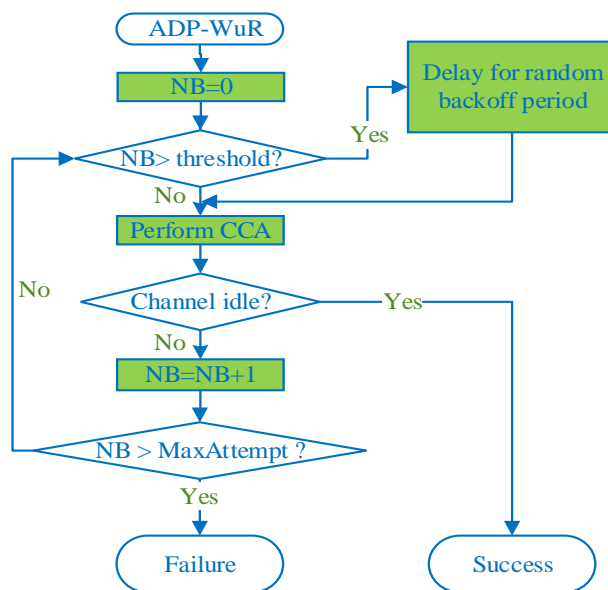 ADP-WuR
NB=0
Delay for random
backoff period
Yes
NB> threshold?
No
Perform CCA
No
Channel idle?
Yes
No
NB=NB+1
NB > MaxAttempt ?
Yes
Failure
Success